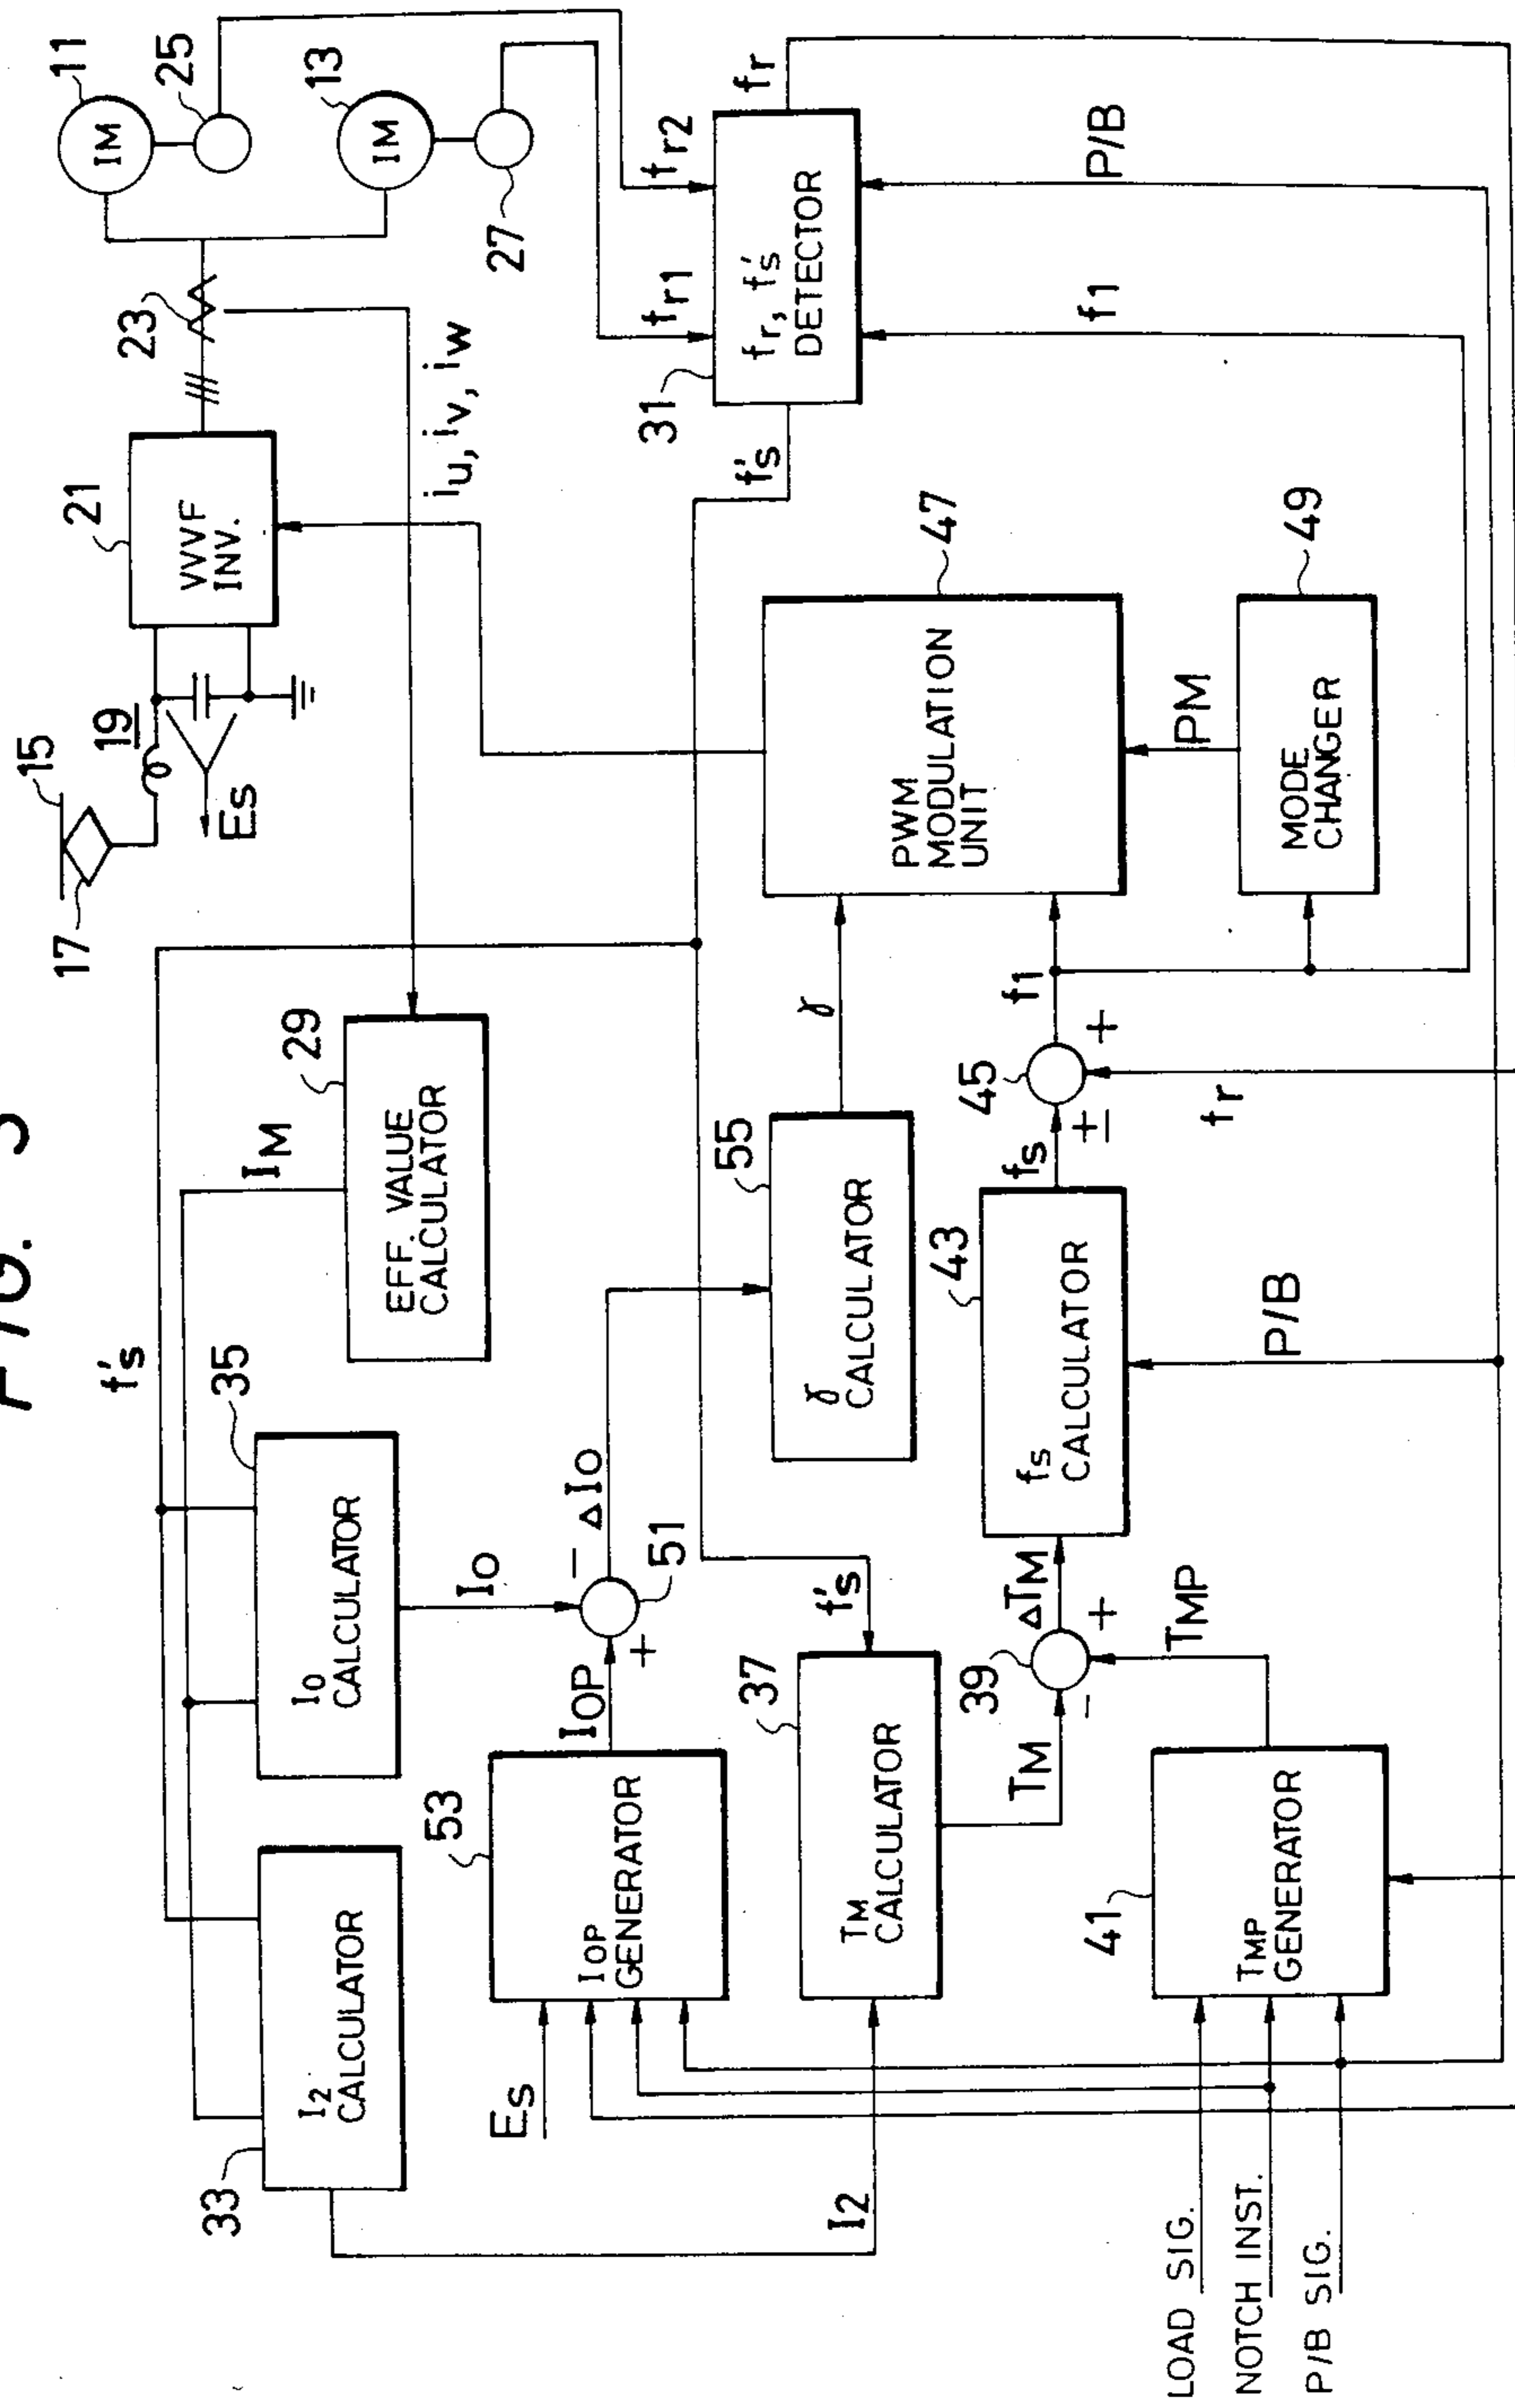 FIG. 3
15
17
19
Es
21
VVVF
INV.
23
IM
11
25
IM
13
27
iu, iv, iw
f's
IM
29
EFF. VALUE
CALCULATOR
35
I0
CALCULATOR
33
I2
CALCULATOR
Io
53
IOP
GENERATOR
Es
IOP
+
−
51
ΔIo
55
γ
CALCULATOR
γ
47
PWM
MODULATION
UNIT
f's
31
fr, f's
DETECTOR
fr1
fr2
fr
f1
P/B
37
TM
CALCULATOR
f's
I2
TM
39
−
+
ΔTM
TMP
43
fs
CALCULATOR
P/B
fs
45
±
+
fr
f1
PM
49
MODE
CHANGER
41
TMP
GENERATOR
LOAD SIG.
NOTCH INST.
P/B SIG.